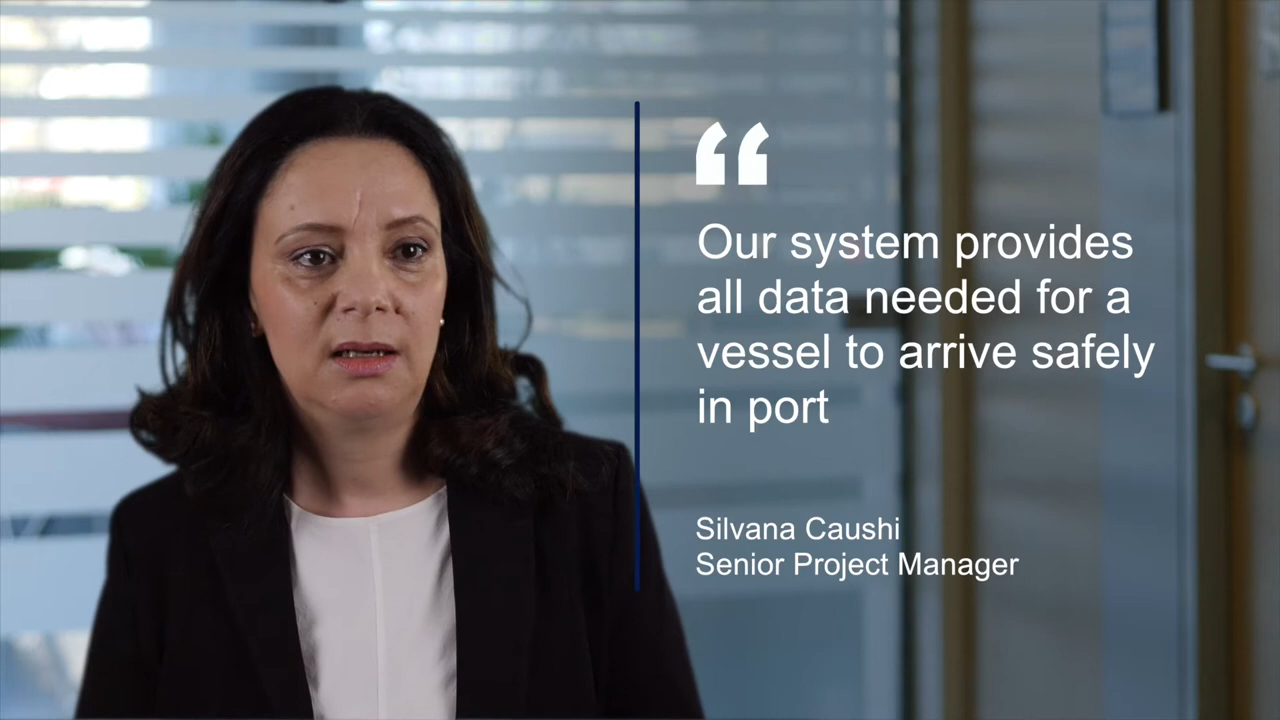 “
Our system provides
all data needed for a
vessel to arrive safely
in port
Silvana Caushi
Senior Project Manager